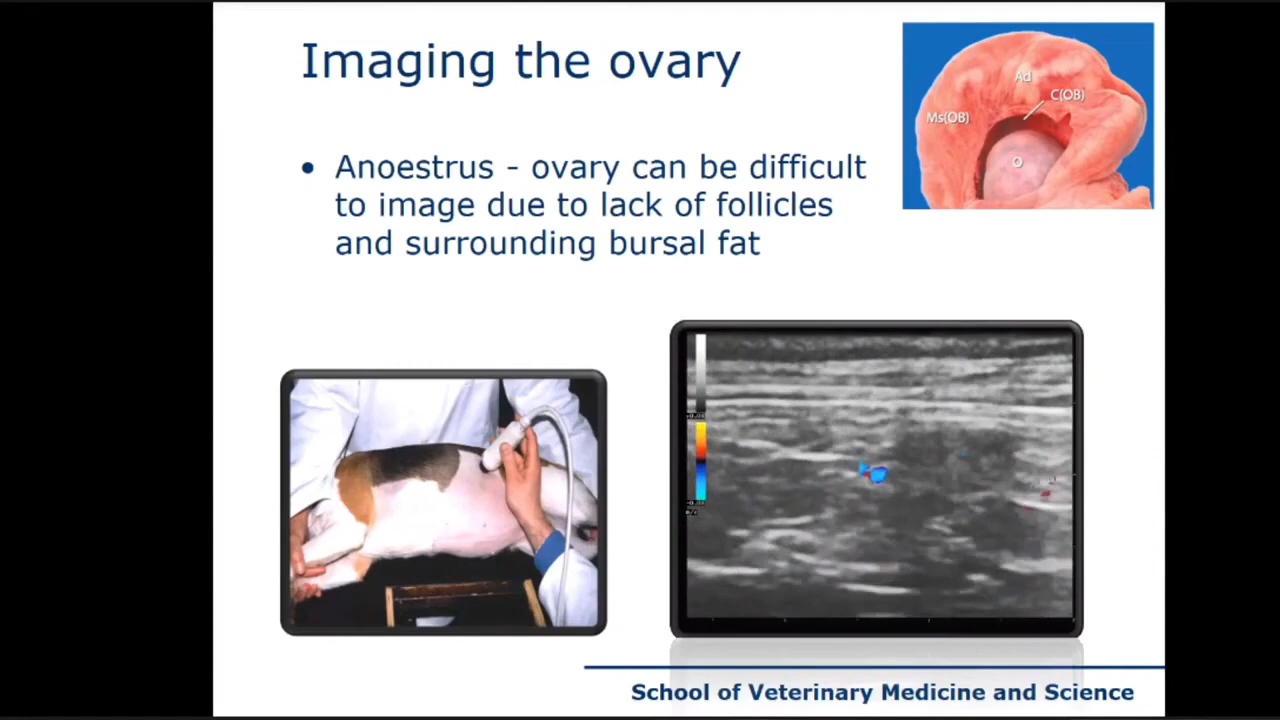 Imaging the ovary
Ad
C(OB)
Ms(OB)
O
• Anoestrus - ovary can be difficult
to image due to lack of follicles
and surrounding bursal fat
School of Veterinary Medicine and Science